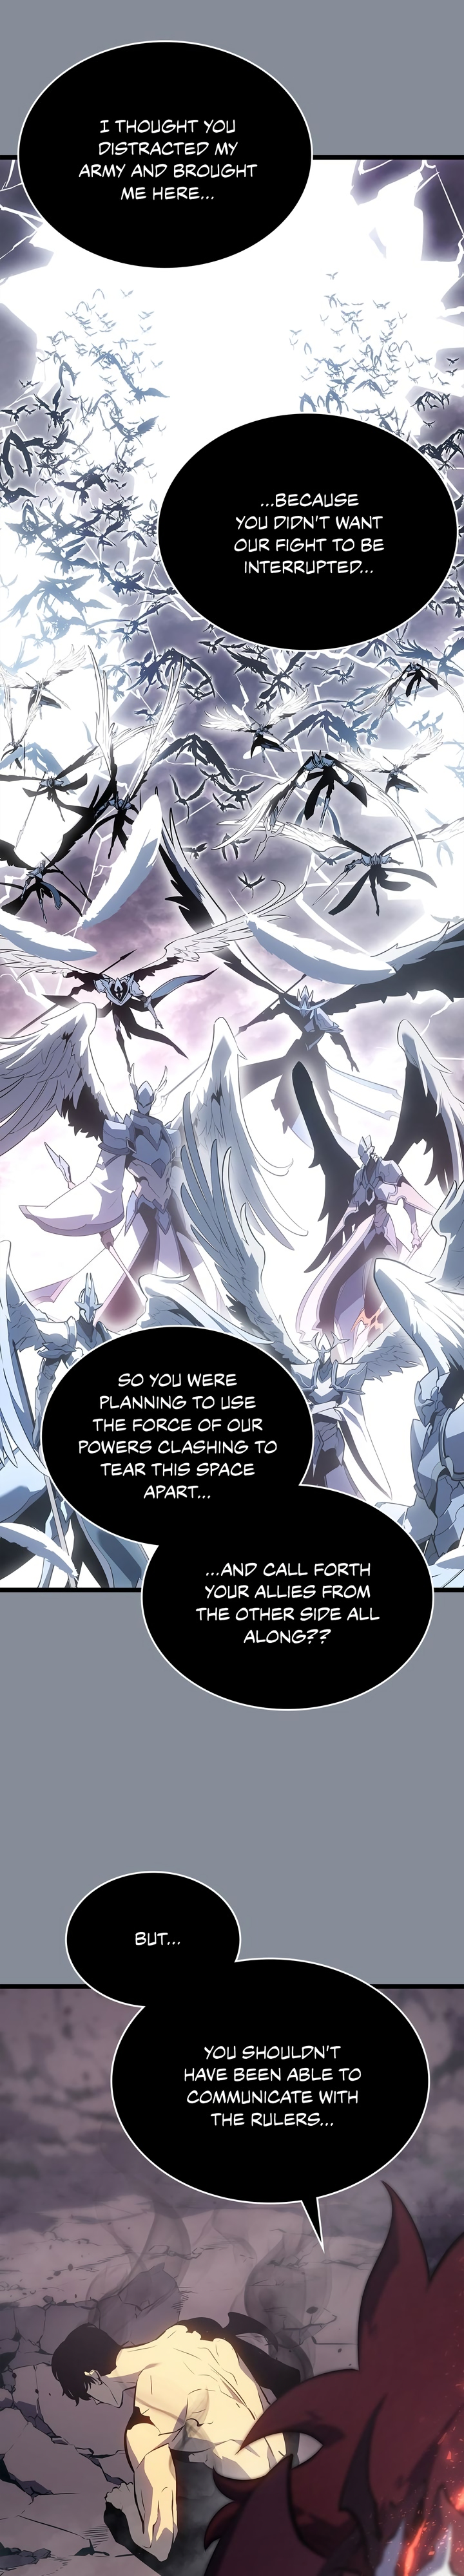 I THOUGHT YOU
DISTRACTED MY
ARMY AND BROUGHT
ME HERE...
...BECAUSE
YOU DIDN'T WANT
OUR FIGHT TO BE
INTERRUPTED...
SO YOU WERE
PLANNING TO USE
THE FORCE OF OUR
POWERS CLASHING TO
TEAR THIS SPACE
APART...
...AND CALL FORTH
YOUR ALLIES FROM
THE OTHER SIDE ALL
ALONG??
BUT...
YOU SHOULDN'T
HAVE BEEN ABLE TO
COMMUNICATE WITH
THE RULERS...